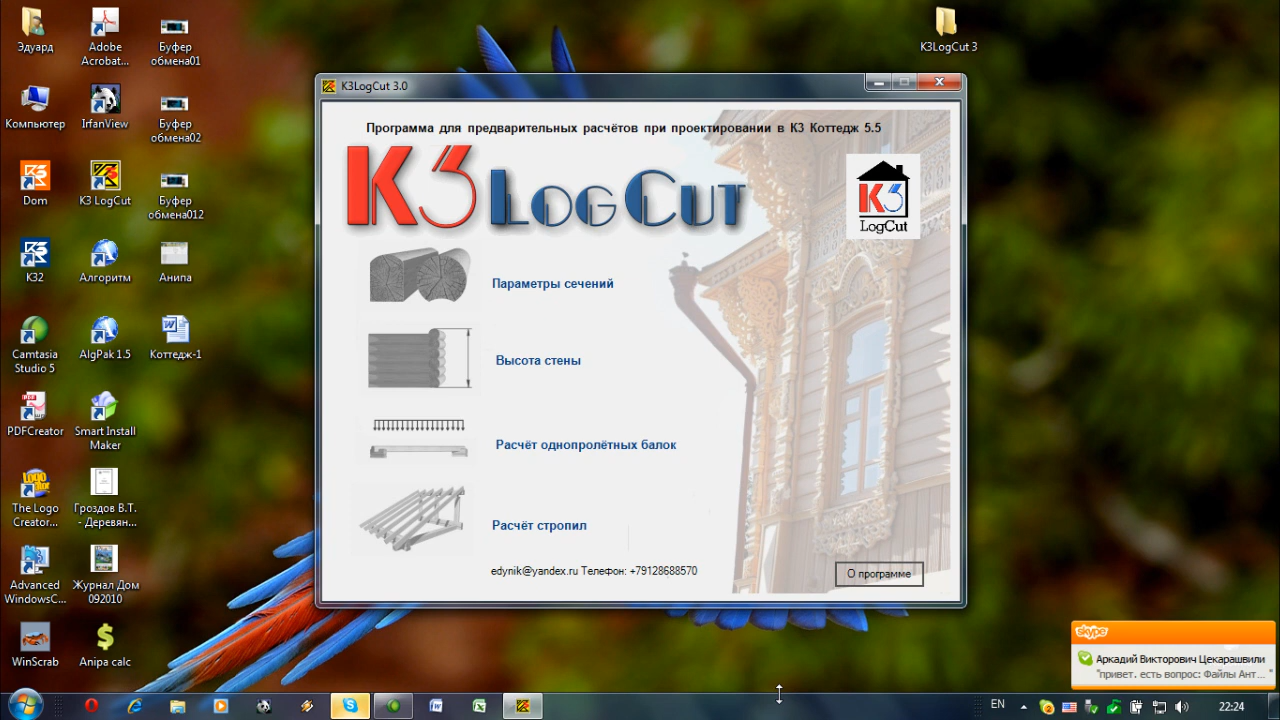 Эдуард
Adobe
Acrobat...
Буфер
обмена01
K3LogCut 3
Компьютер
IrfanView
Буфер
обмена02
Dom
K3 LogCut
Буфер
обмена012
K32
Алгоритм
Анипа
Camtasia
Studio 5
AlgPak 1.5
Коттедж-1
PDFCreator
Smart Install
Maker
The Logo
Creator...
Гроздов В.Т.
- Деревян...
Advanced
WindowsC...
Журнал Дом
092010
WinScrab
Anipa calc
K3LogCut 3.0
Программа для предварительных расчётов при проектировании в К3 Коттедж 5.5
K3 LogCut
K3
LogCut
Параметры сечений
Высота стены
Расчёт однопролётных балок
Расчёт стропил
edynik@yandex.ru Телефон: +79128688570
О программе
skype
Аркадий Викторович Цекарашвили
"привет. есть вопрос: Файлы Ант... "
EN
22:24